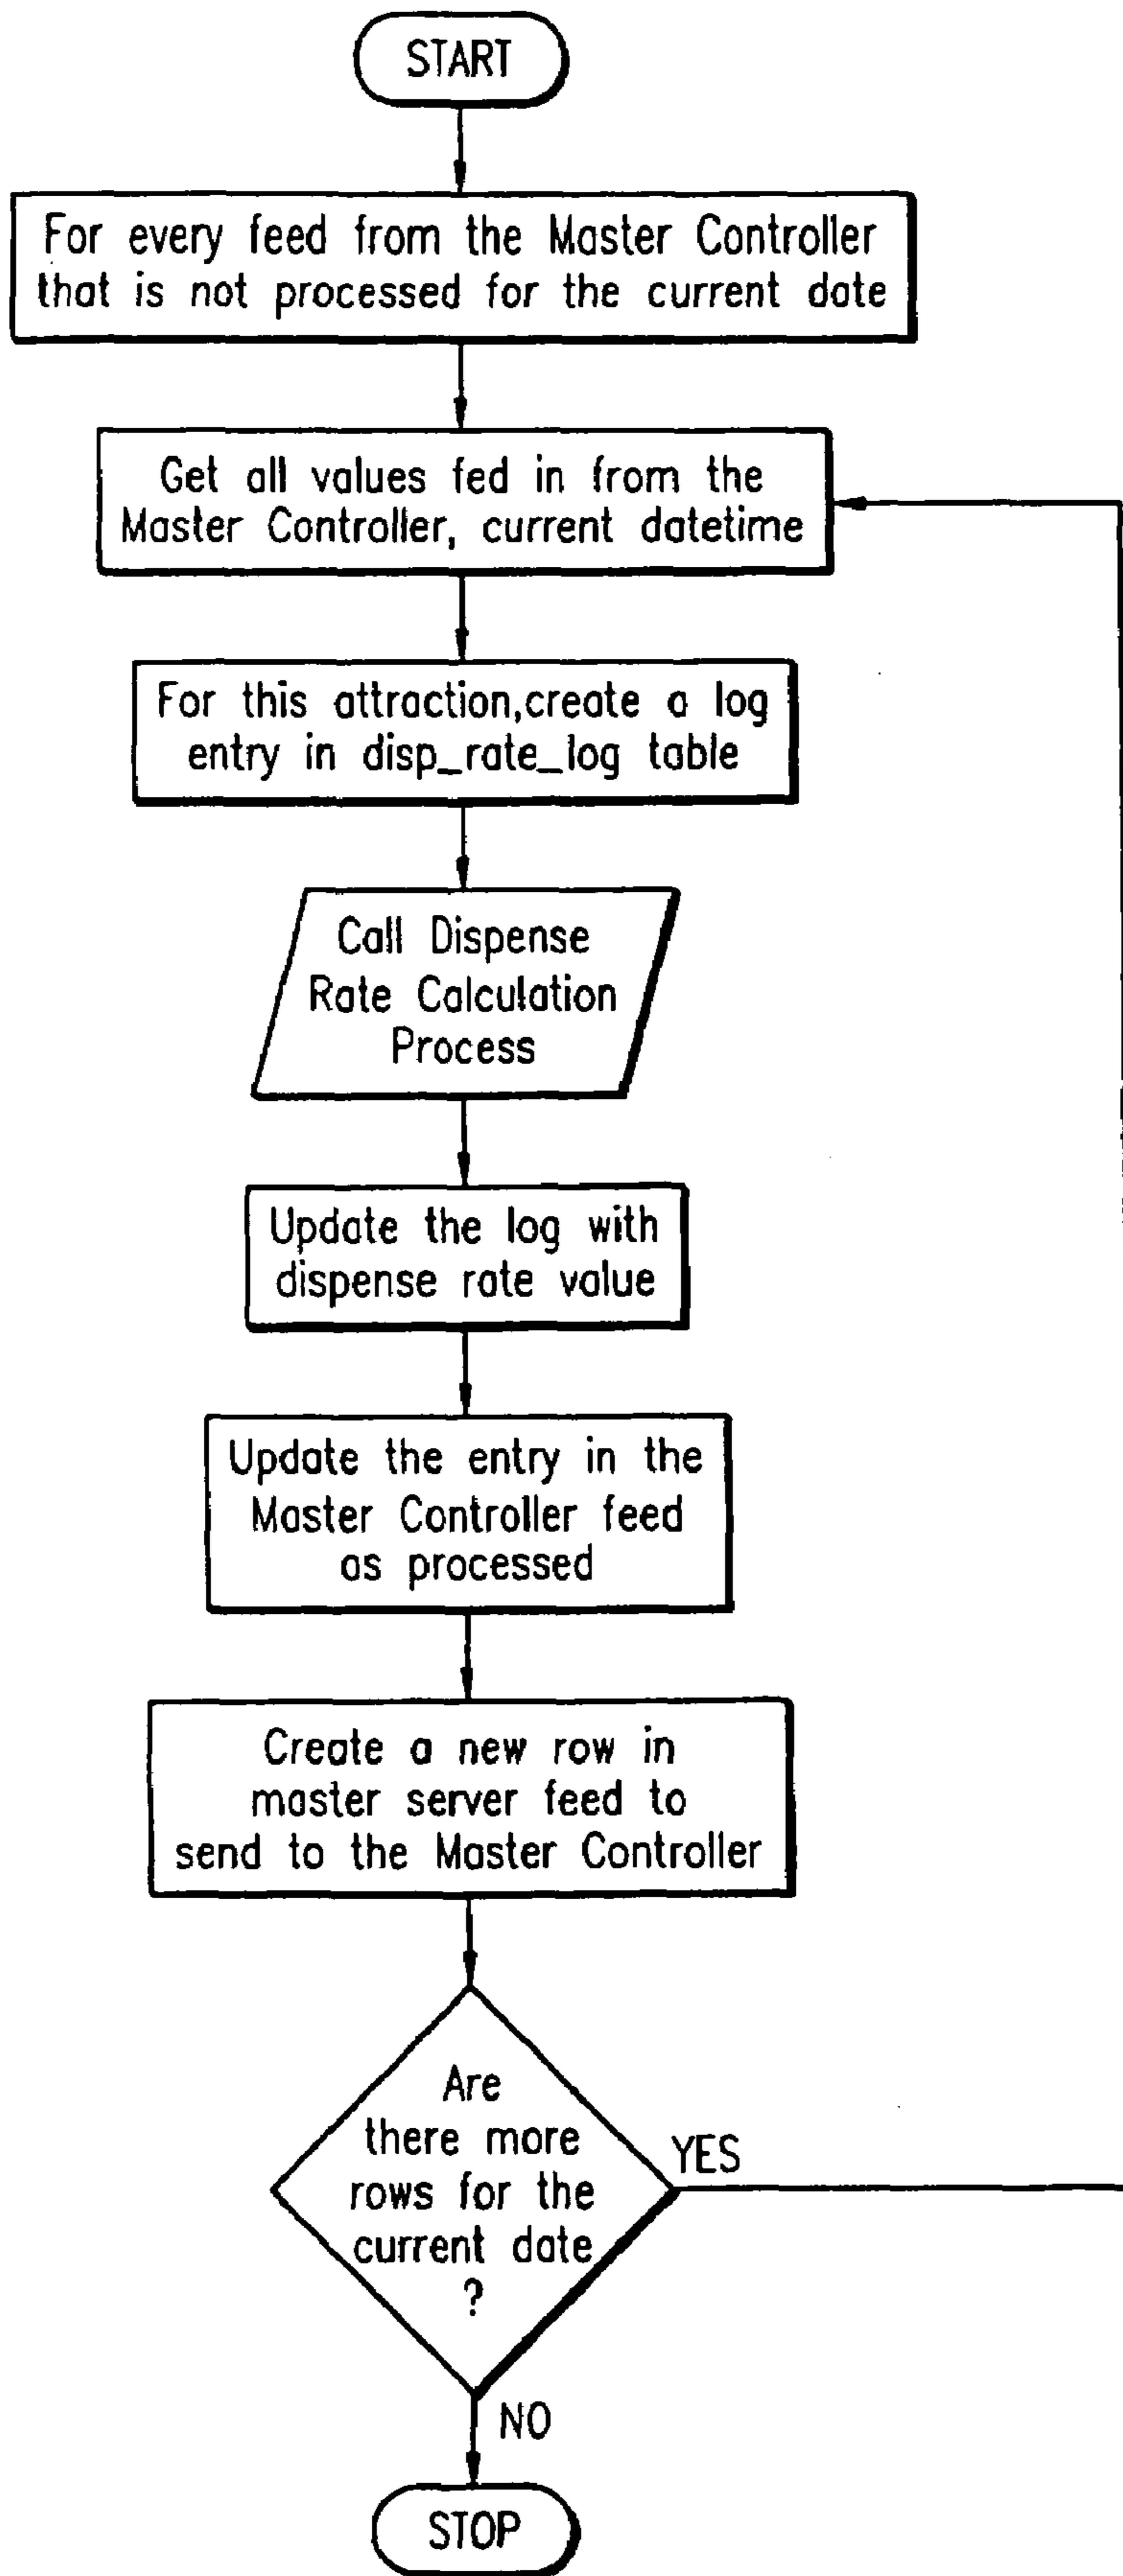 START
For every feed from the Master Controller
that is not processed for the current date
Get all values fed in from the
Master Controller, current datetime
For this attraction,create a log
entry in disp_rate_log table
Call Dispense
Rate Calculation
Process
Update the log with
dispense rate value
Update the entry in the
Master Controller feed
as processed
Create a new row in
master server feed to
send to the Master Controller
Are
there more
rows for the
current date
?
YES
NO
STOP